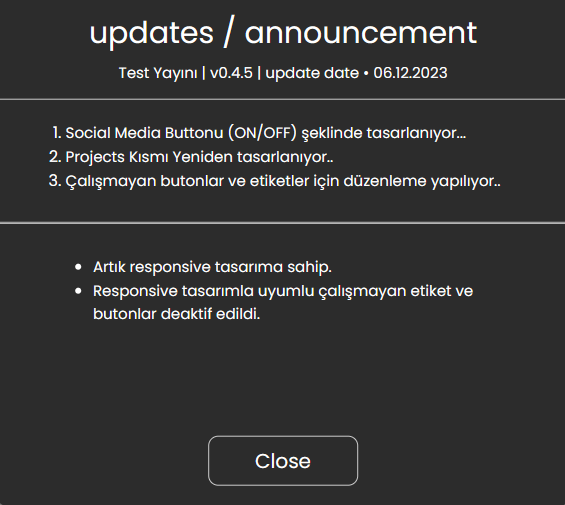 updates / announcement
Test Yayını | v0.4.5 | update date • 06.12.2023
1. Social Media Buttonu (ON/OFF) şeklinde tasarlanıyor...
2. Projects Kısmı Yeniden tasarlanıyor..
3. Çalışmayan butonlar ve etiketler için düzenleme yapılıyor..
• Artık responsive tasarıma sahip.
• Responsive tasarımla uyumlu çalışmayan etiket ve
butonlar deaktif edildi.
Close